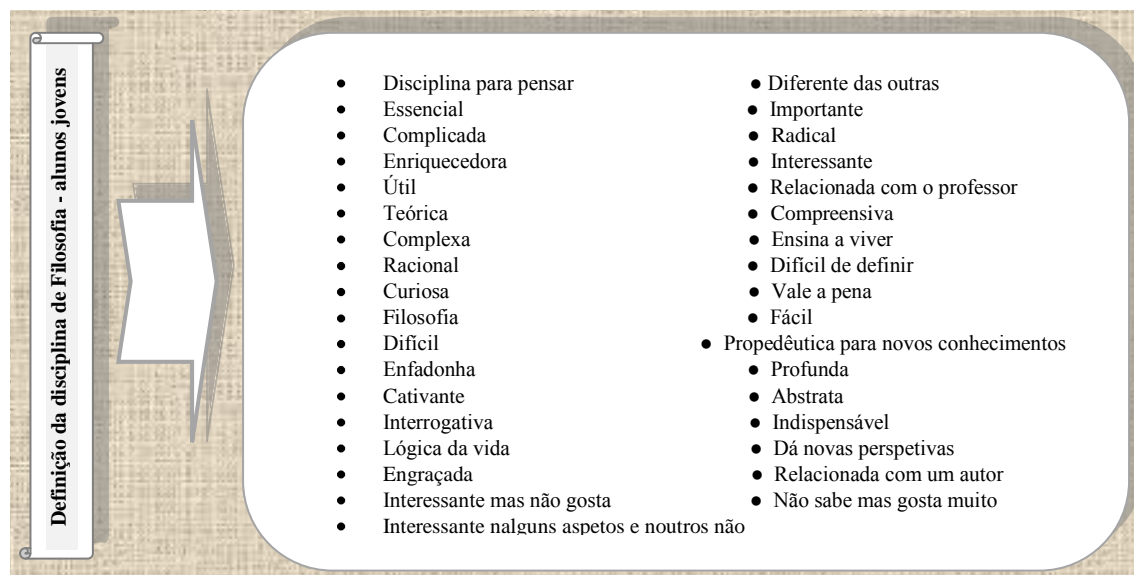 Definição da disciplina de Filosofia - alunos jovens
• Disciplina para pensar
• Essencial
• Complicada
• Enriquecedora
• Útil
• Teórica
• Complexa
• Racional
• Curiosa
• Filosofia
• Difícil
• Enfadonha
• Cativante
• Interrogativa
• Lógica da vida
• Engraçada
• Interessante mas não gosta
• Interessante nalguns aspetos e noutros não
• Diferente das outras
• Importante
• Radical
• Interessante
• Relacionada com o professor
• Compreensiva
• Ensina a viver
• Difícil de definir
• Vale a pena
• Fácil
• Propedêutica para novos conhecimentos
• Profunda
• Abstrata
• Indispensável
• Dá novas perspetivas
• Relacionada com um autor
• Não sabe mas gosta muito